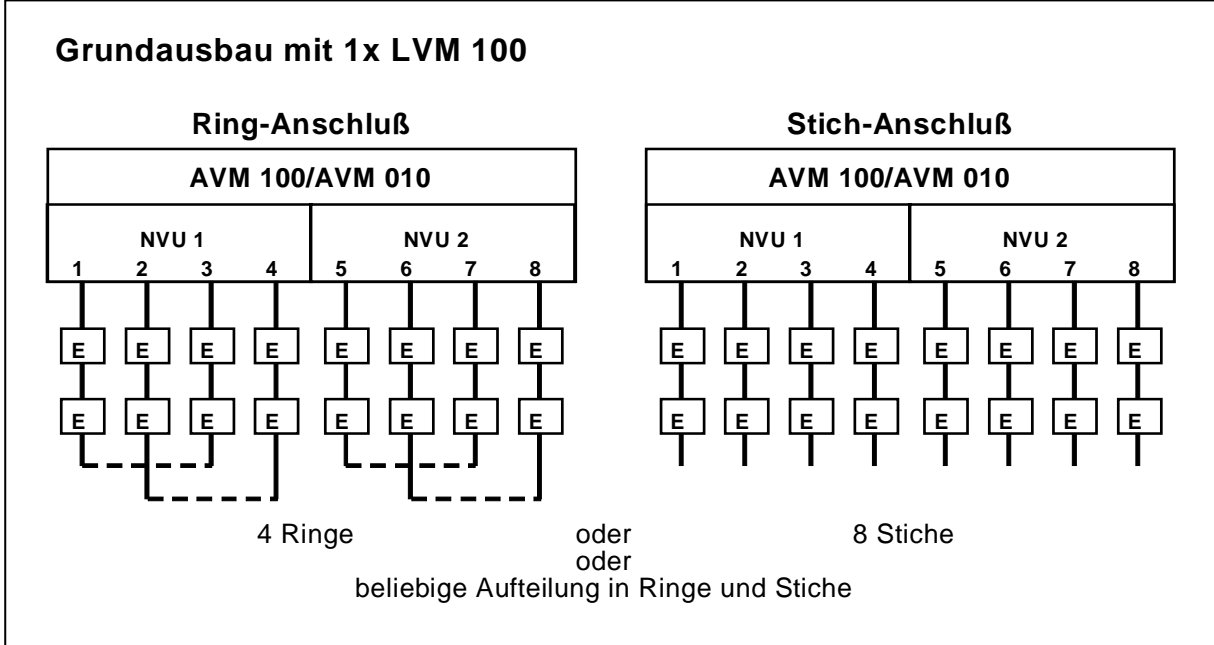 Grundausbau mit 1x LVM 100
Ring-Anschluß
AVM 100/AVM 010
NVU 1 NVU 2
1 2 3 4 5 6 7 8
E E E E E E E E
E E E E E E E E
Stich-Anschluß
AVM 100/AVM 010
NVU 1 NVU 2
1 2 3 4 5 6 7 8
E E E E E E E E
E E E E E E E E
4 Ringe oder 8 Stiche
oder
beliebige Aufteilung in Ringe und Stiche